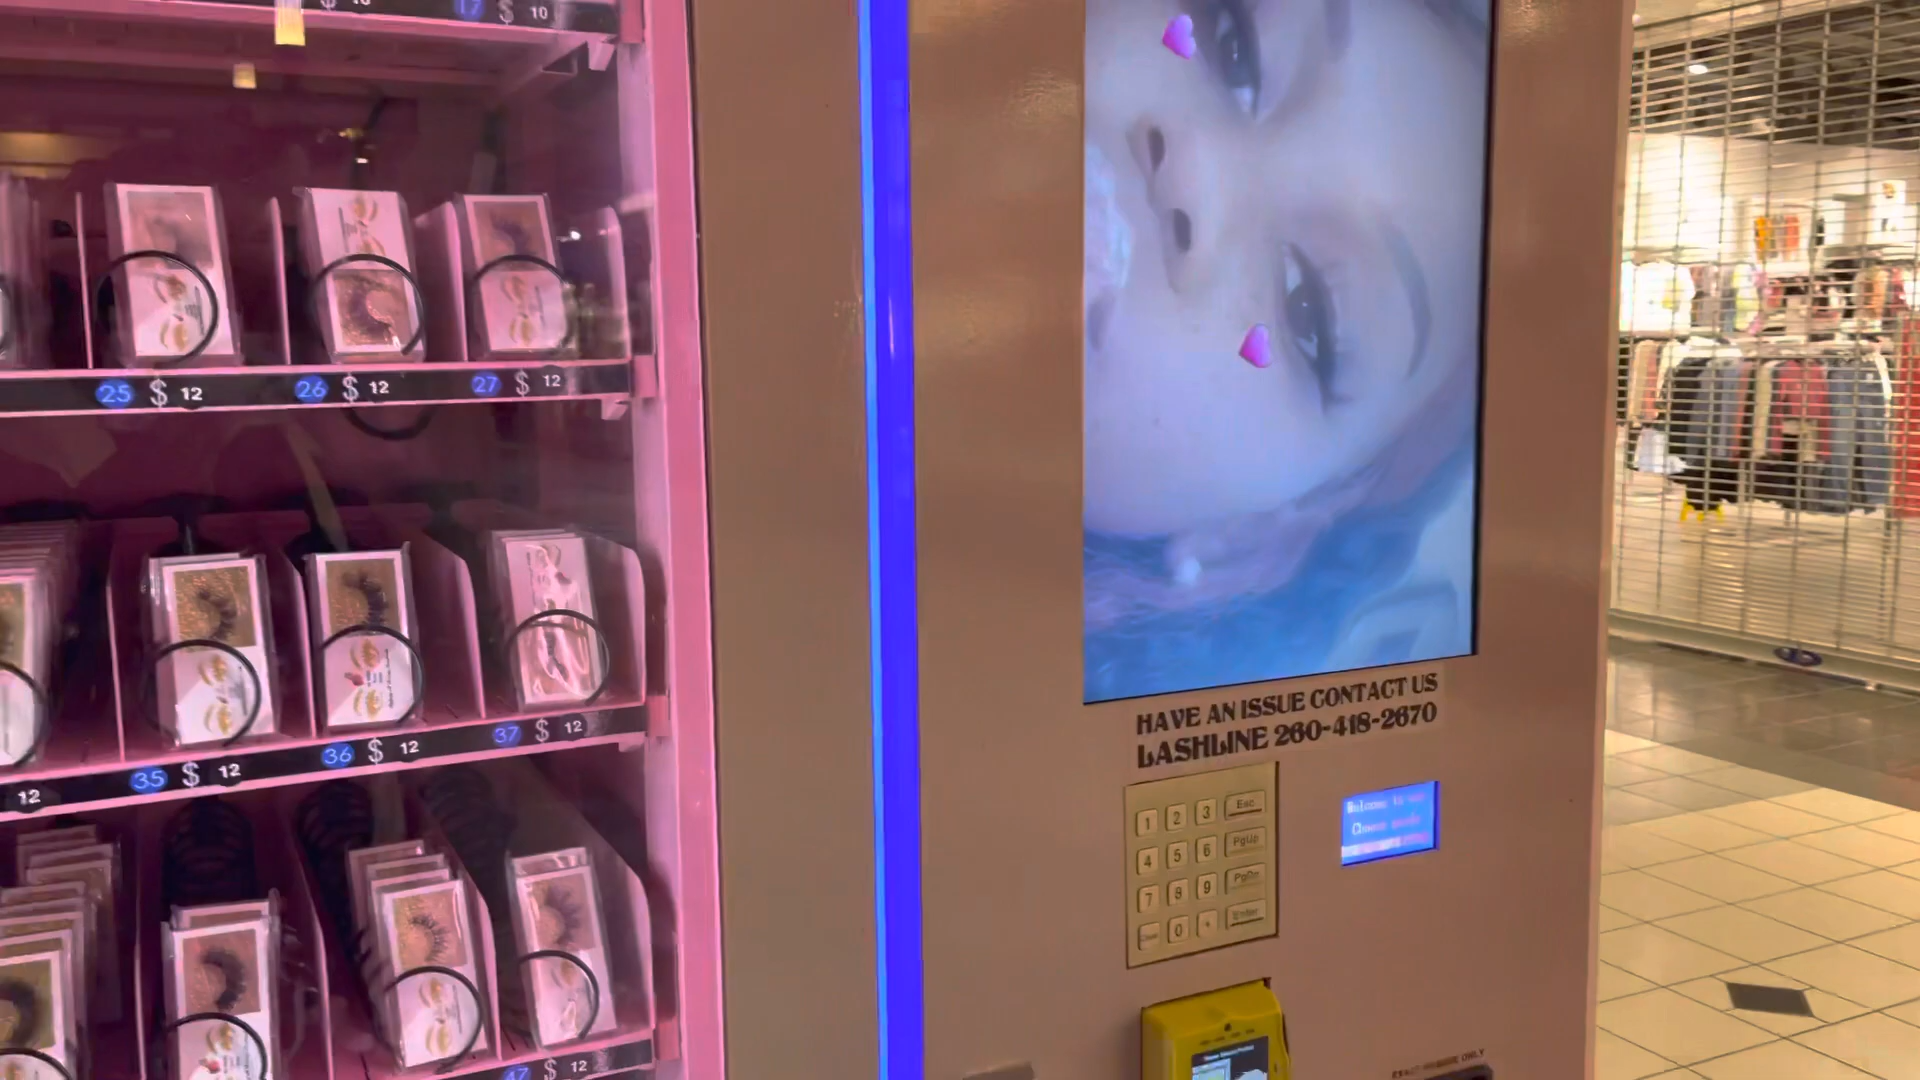 17 $ 10
25 $ 12
26 $ 12
27 $ 12
35 $ 12
36 $ 12
37 $ 12
12
47 $ 12
HAVE AN ISSUE CONTACT US
LASHLINE 260-418-2670
1 2 3 Esc
4 5 6 PgUp
7 8 9 PgDn
0 Enter
Welcome